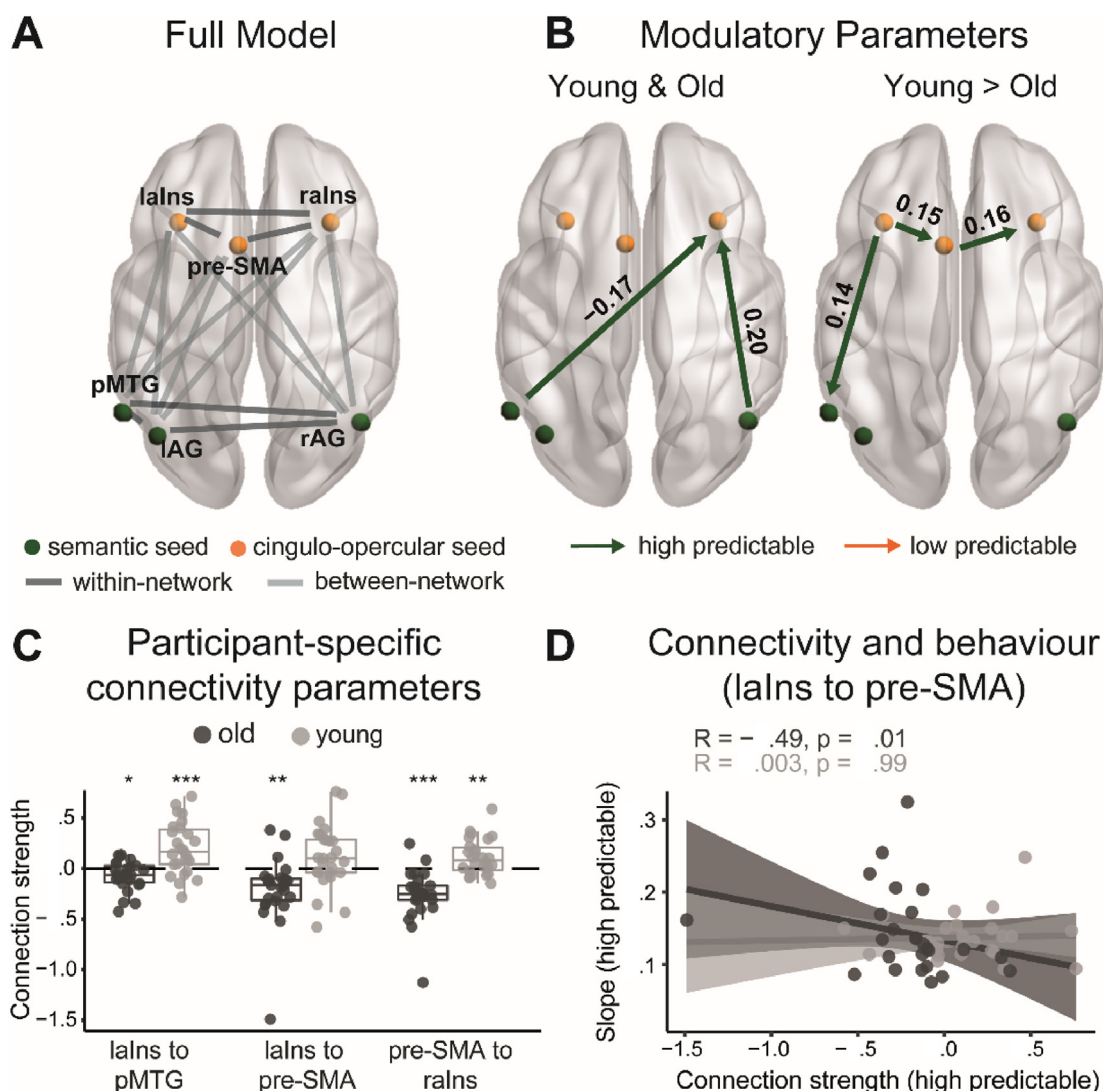 A Full Model
B Modulatory Parameters
Young & Old
Young > Old
laIns
raIns
pre-SMA
pMTG
lAG
rAG
−0.17
0.20
0.15
0.16
0.14
semantic seed
cingulo-opercular seed
within-network
between-network
high predictable
low predictable
C Participant-specific
connectivity parameters
old
young
* *** ** *** **
Connection strength
.5
.0
− .5
−1.0
−1.5
laIns to
pMTG
laIns to
pre-SMA
pre-SMA to
raIns
D Connectivity and behaviour
(laIns to pre-SMA)
R = − .49, p = .01
R = .003, p = .99
Slope (high predictable)
.3
.2
.1
−1.5 −1.0 − .5 .0 .5
Connection strength (high predictable)